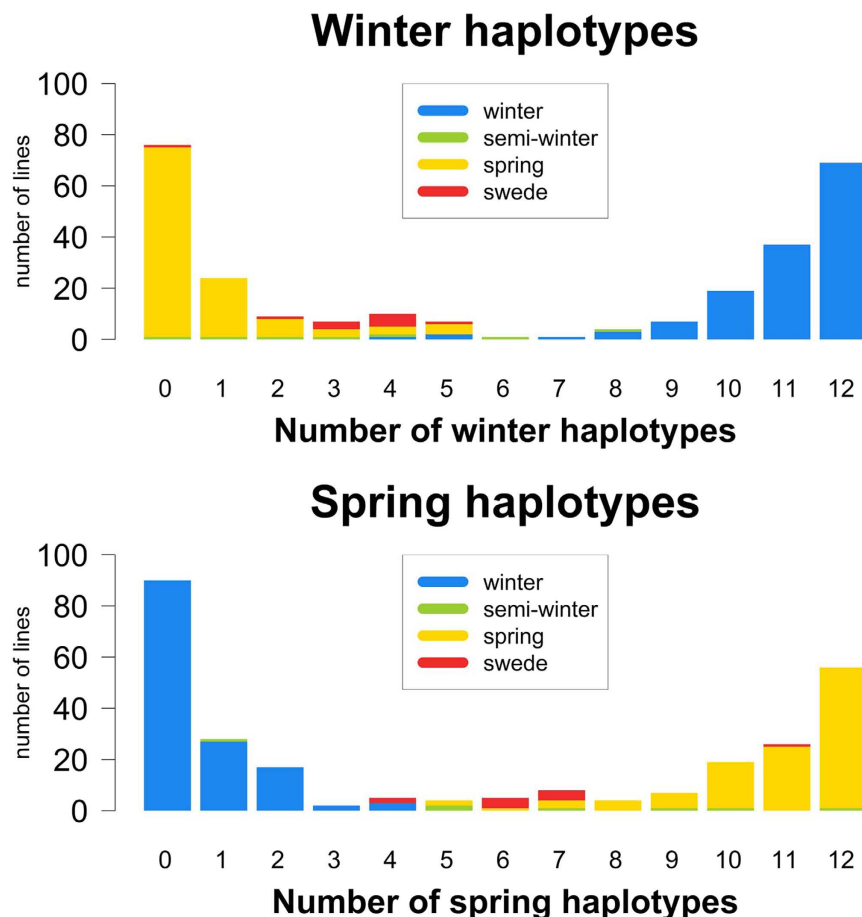 Winter haplotypes
100
80
60
40
20
0
number of lines
winter
semi-winter
spring
swede
0 1 2 3 4 5 6 7 8 9 10 11 12
Number of winter haplotypes
Spring haplotypes
100
80
60
40
20
0
number of lines
winter
semi-winter
spring
swede
0 1 2 3 4 5 6 7 8 9 10 11 12
Number of spring haplotypes